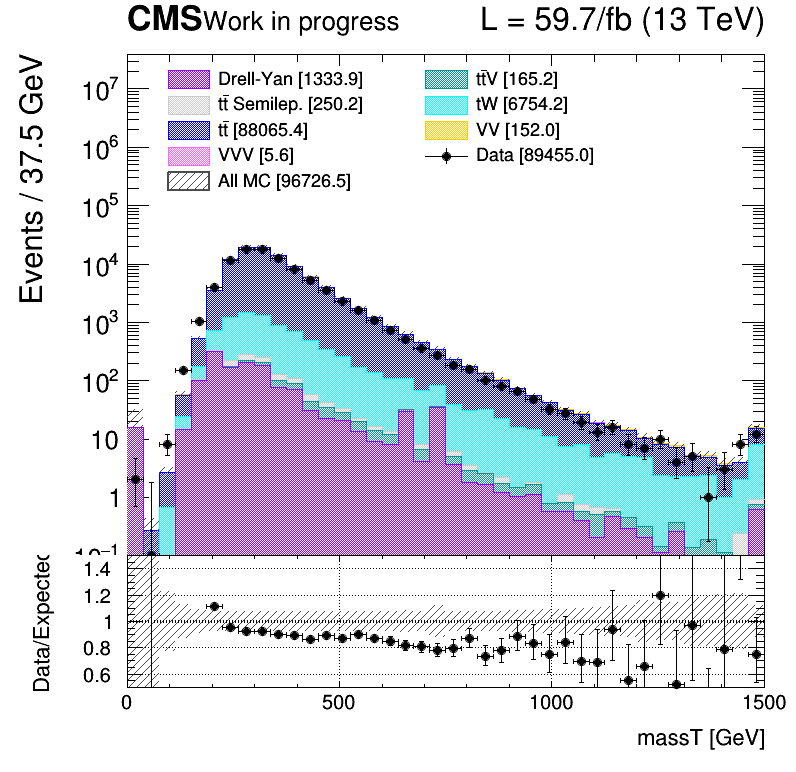 CMS Work in progress L = 59.7/fb (13 TeV)
Events / 37.5 GeV
10⁷
10⁶
10⁵
10⁴
10³
10²
10
1
10⁻¹
Drell-Yan [1333.9]
tt̄ Semilep. [250.2]
tt̄ [88065.4]
VVV [5.6]
All MC [96726.5]
tt̄V [165.2]
tW [6754.2]
VV [152.0]
Data [89455.0]
Data/Expected
1.4
1.2
1
0.8
0.6
0 500 1000 1500
massT [GeV]